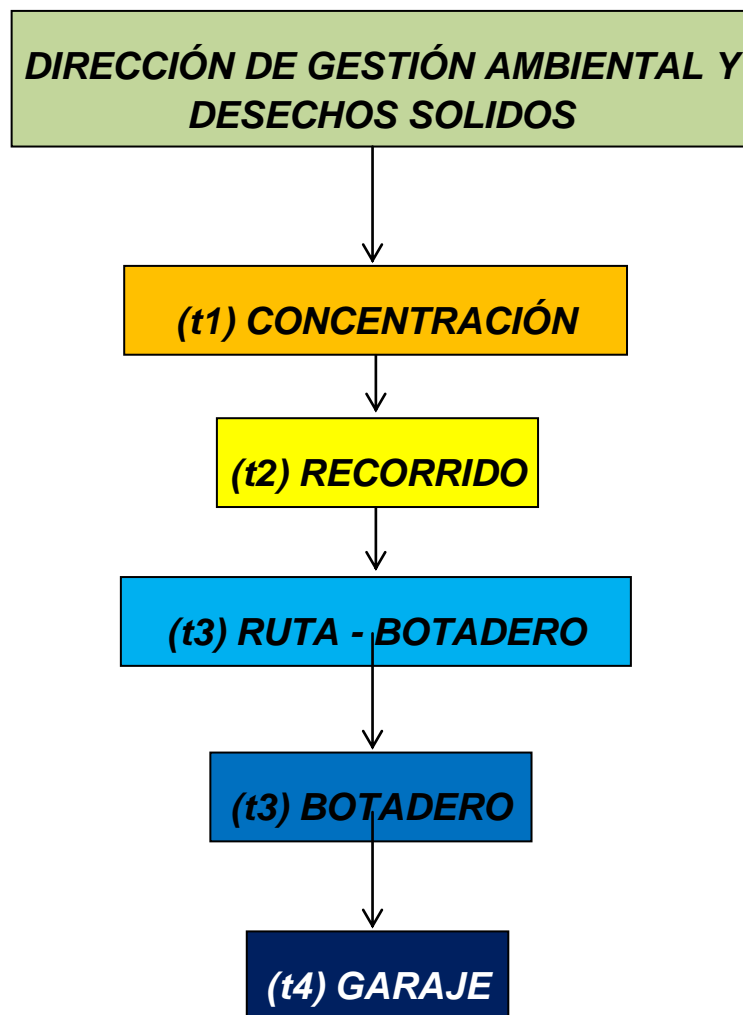 DIRECCIÓN DE GESTIÓN AMBIENTAL Y
DESECHOS SOLIDOS
(t1) CONCENTRACIÓN
(t2) RECORRIDO
(t3) RUTA - BOTADERO
(t3) BOTADERO
(t4) GARAJE